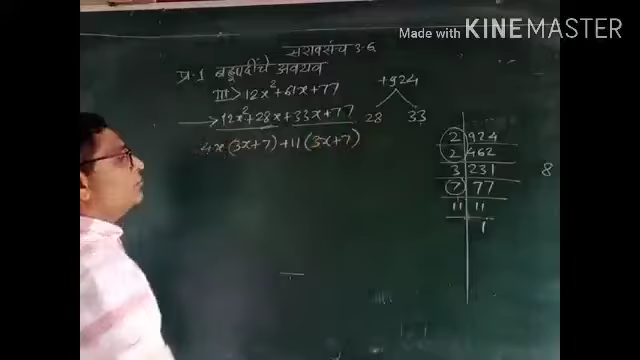 Made with KINEMASTER
सरावसंच 3.6
प्र.1 बहूपदींचे अवयव
III> 12x²+61x+77
→ 12x²+28x+33x+77
4x(3x+7)+11(3x+7)
+924
28 33
2 924
2 462
3 231
7 77
11 11
1
8